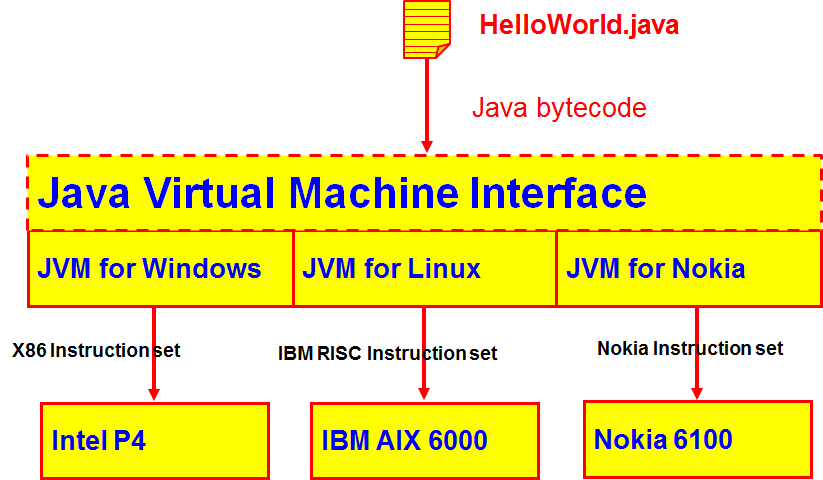 HelloWorld.java
Java bytecode
Java Virtual Machine Interface
JVM for Windows
JVM for Linux
JVM for Nokia
X86 Instruction set
IBM RISC Instruction set
Nokia Instruction set
Intel P4
IBM AIX 6000
Nokia 6100